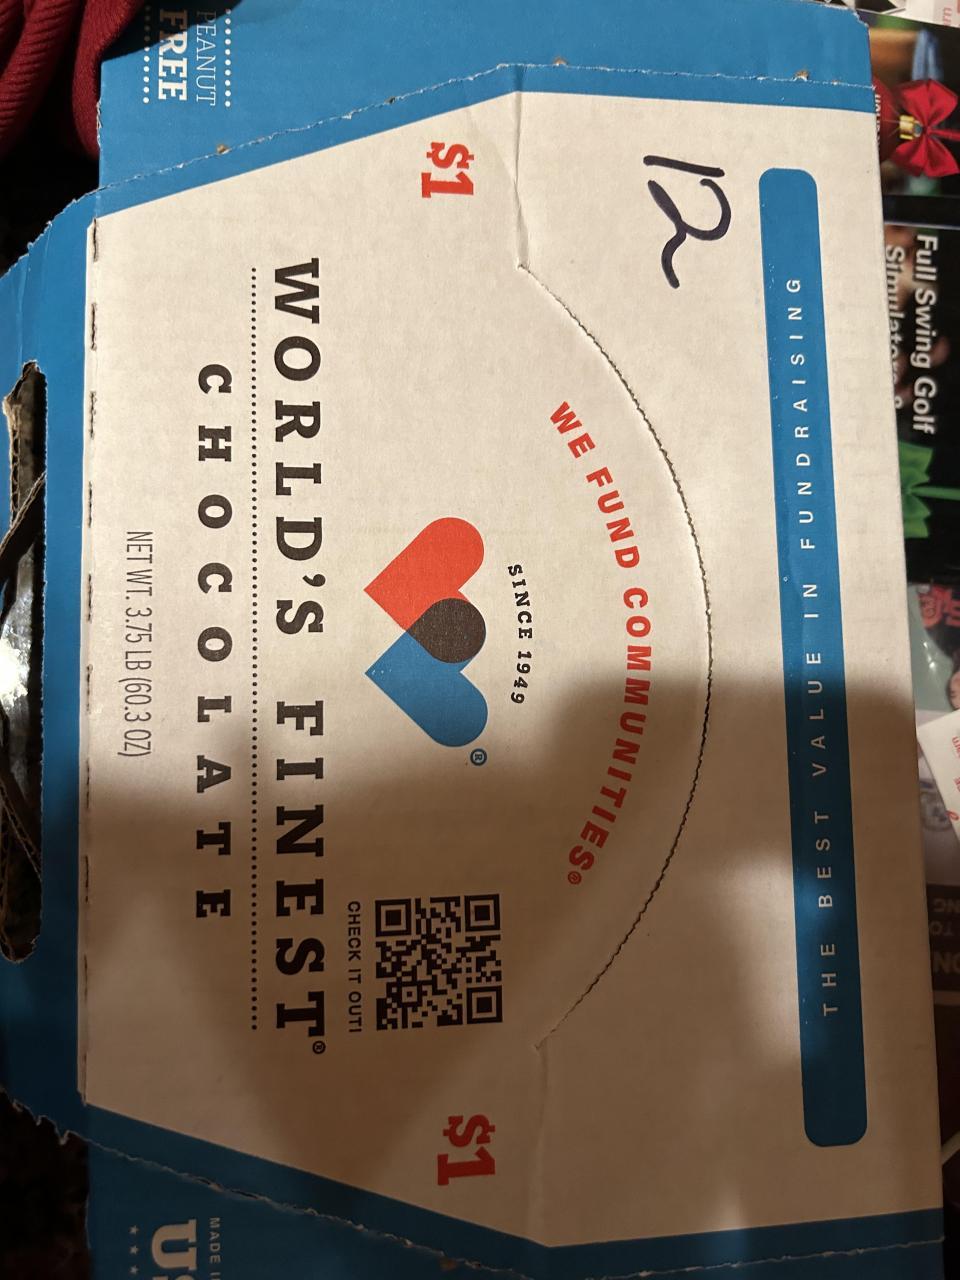 THE BEST VALUE IN FUNDRAISING
12
WE FUND COMMUNITIES®
$1
$1
SINCE 1949
®
CHECK IT OUT!
WORLD'S FINEST®
CHOCOLATE
NET WT. 3.75 LB (60.3 OZ)
PEANUT
FREE
MADE
Full Swing Golf